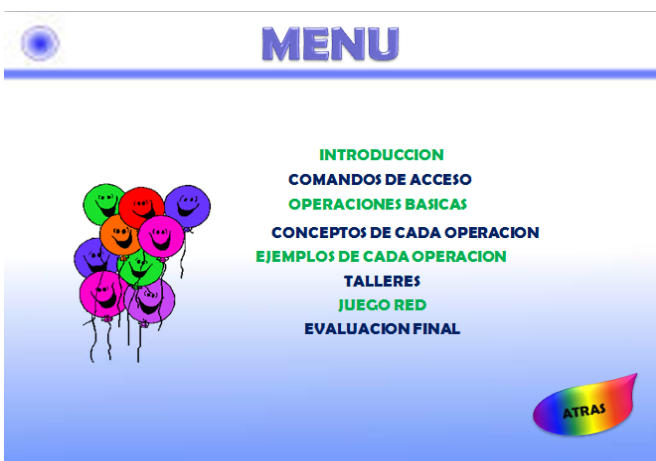 MENU
INTRODUCCION
COMANDOS DE ACCESO
OPERACIONES BASICAS
CONCEPTOS DE CADA OPERACION
EJEMPLOS DE CADA OPERACION
TALLERES
JUEGO RED
EVALUACION FINAL
ATRAS